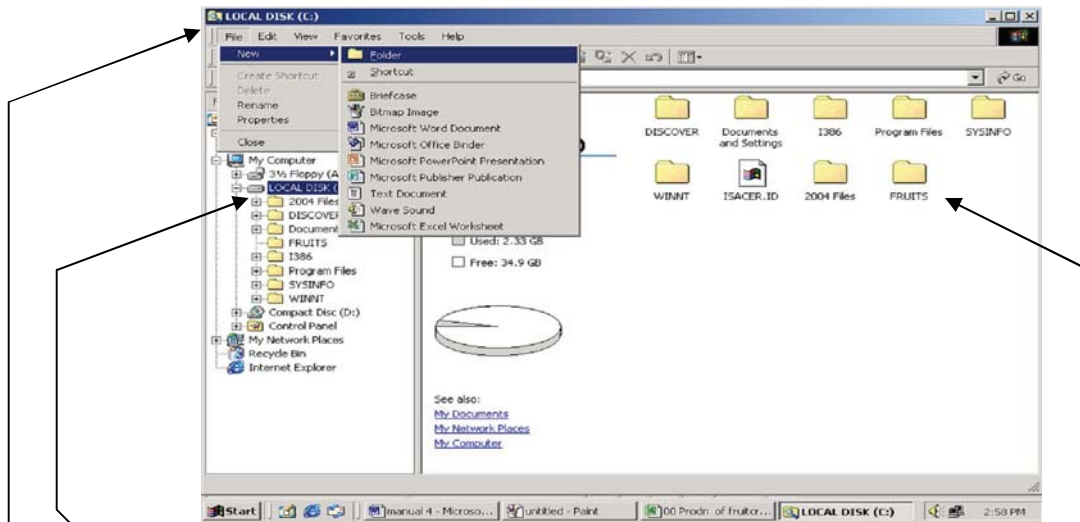 LOCAL DISK (C:)
File Edit View Favorites Tools Help
New
Create Shortcut
Delete
Rename
Properties
Close
Folder
Shortcut
Briefcase
Bitmap Image
Microsoft Word Document
Microsoft Office Binder
Microsoft PowerPoint Presentation
Microsoft Publisher Publication
Text Document
Wave Sound
Microsoft Excel Worksheet
Go
My Computer
3½ Floppy (A
LOCAL DISK (
2004 Files
DISCOVE
Document
FRUITS
I386
Program Files
SYSINFO
WINNT
Compact Disc (D:)
Control Panel
My Network Places
Recycle Bin
Internet Explorer
DISCOVER
Documents
and Settings
I386
Program Files
SYSINFO
WINNT
ISACER.ID
2004 Files
FRUITS
Used: 2.33 GB
Free: 34.9 GB
See also:
My Documents
My Network Places
My Computer
Start
manual 4 - Microso...
untitled - Paint
00 Prodn of fruitcr...
LOCAL DISK (C:)
2:58 PM